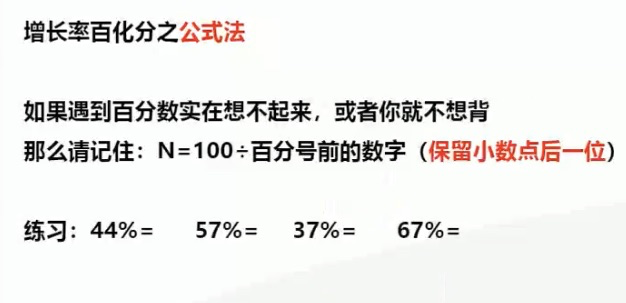 增长率百化分之公式法
如果遇到百分数实在想不起来，或者你就不想背
那么请记住：N=100÷百分号前的数字（保留小数点后一位）
练习：44%= 57%= 37%= 67%=